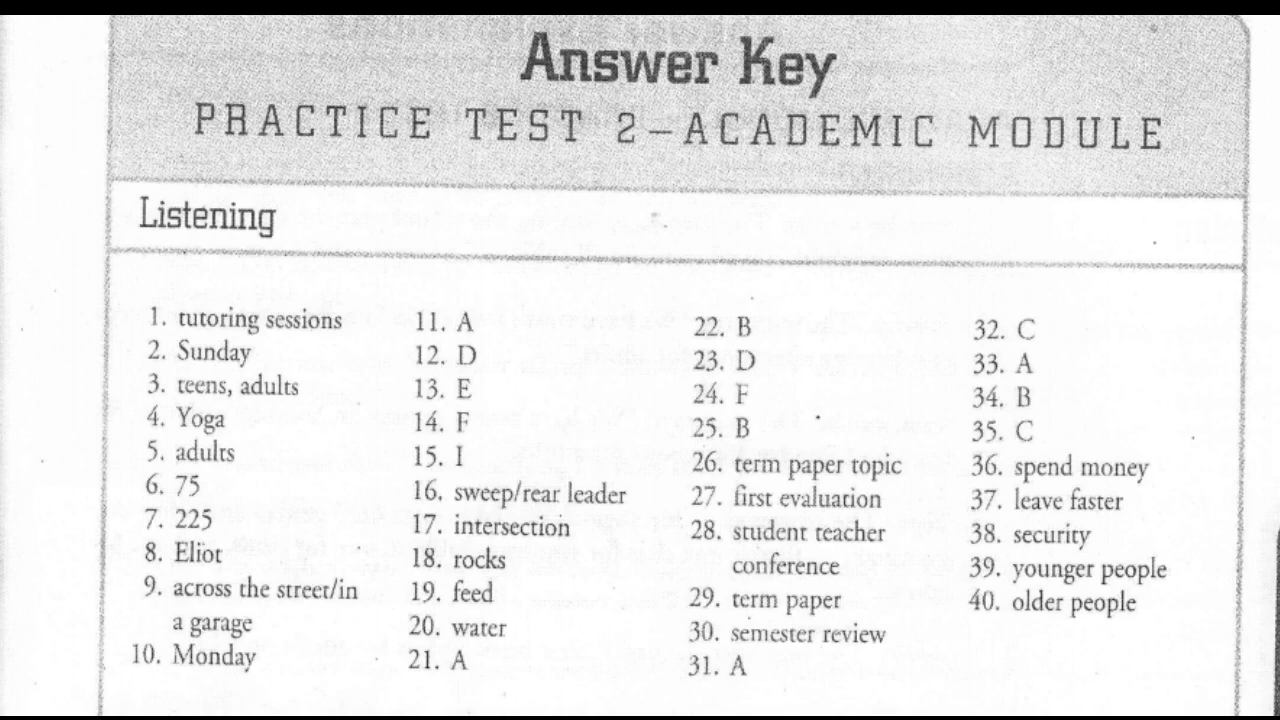 Answer Key
PRACTICE TEST 2–ACADEMIC MODULE
Listening
1. tutoring sessions
2. Sunday
3. teens, adults
4. Yoga
5. adults
6. 75
7. 225
8. Eliot
9. across the street/in
a garage
10. Monday
11. A
12. D
13. E
14. F
15. I
16. sweep/rear leader
17. intersection
18. rocks
19. feed
20. water
21. A
22. B
23. D
24. F
25. B
26. term paper topic
27. first evaluation
28. student teacher
conference
29. term paper
30. semester review
31. A
32. C
33. A
34. B
35. C
36. spend money
37. leave faster
38. security
39. younger people
40. older people